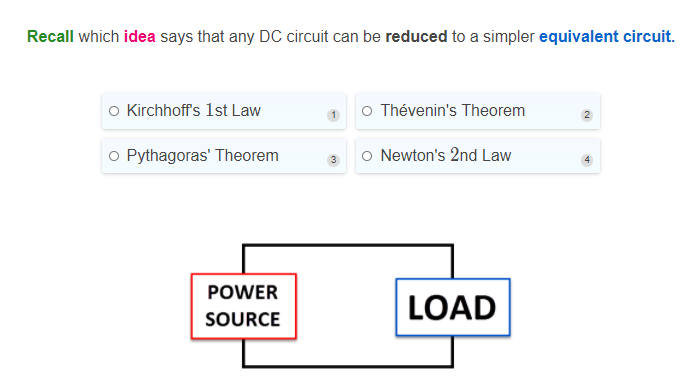 Recall which idea says that any DC circuit can be reduced to a simpler equivalent circuit.
Kirchhoff's 1st Law 1
Thévenin's Theorem 2
Pythagoras' Theorem 3
Newton's 2nd Law 4
POWER
SOURCE
LOAD